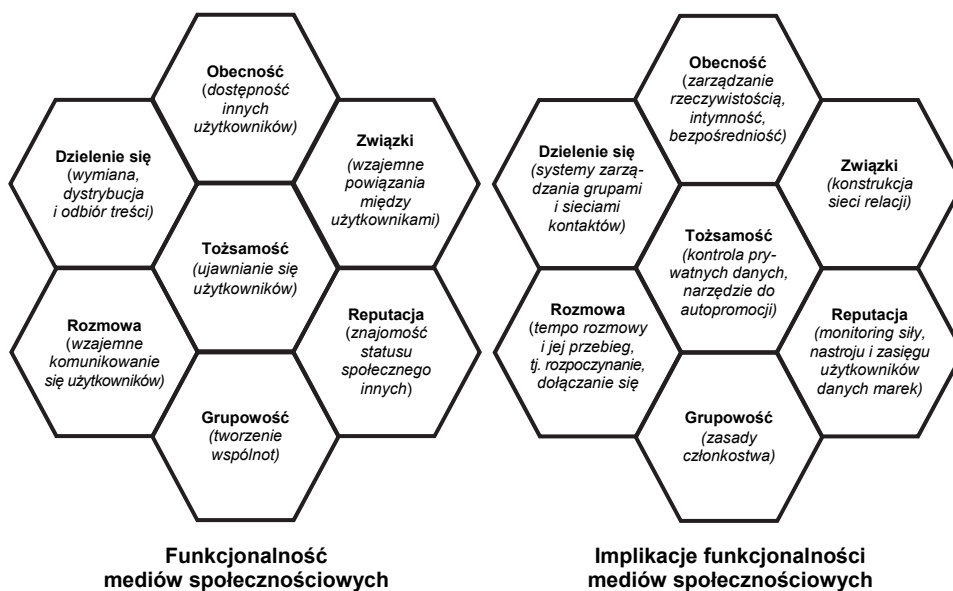 Obecność
(dostępność
innych
użytkowników)
Dzielenie się
(wymiana,
dystrybucja
i odbiór treści)
Związki
(wzajemne
powiązania
między
użytkownikami)
Tożsamość
(ujawnianie się
użytkowników)
Rozmowa
(wzajemne
komunikowanie
się użytkowników)
Reputacja
(znajomość
statusu
społecznego
innych)
Grupowość
(tworzenie
wspólnot)
Funkcjonalność
mediów społecznościowych
Obecność
(zarządzanie
rzeczywistością,
intymność,
bezpośredniość)
Dzielenie się
(systemy zarzą-
dzania grupami
i sieciami
kontaktów)
Związki
(konstrukcja
sieci relacji)
Tożsamość
(kontrola pry-
watnych danych,
narzędzie do
autopromocji)
Rozmowa
(tempo rozmowy
i jej przebieg,
tj. rozpoczynanie,
dołączanie się
Reputacja
(monitoring siły,
nastroju i zasięgu
użytkowników
danych marek)
Grupowość
(zasady
członkostwa)
Implikacje funkcjonalności
mediów społecznościowych